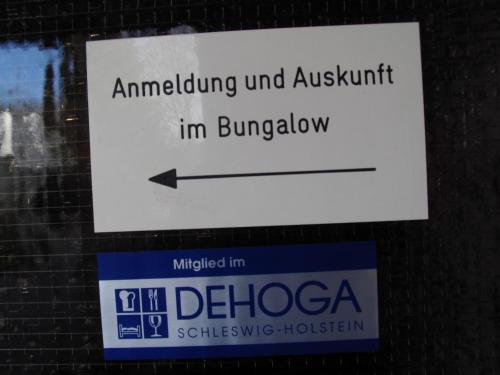 Anmeldung und Auskunft
im Bungalow
Mitglied im
DEHOGA
SCHLESWIG-HOLSTEIN